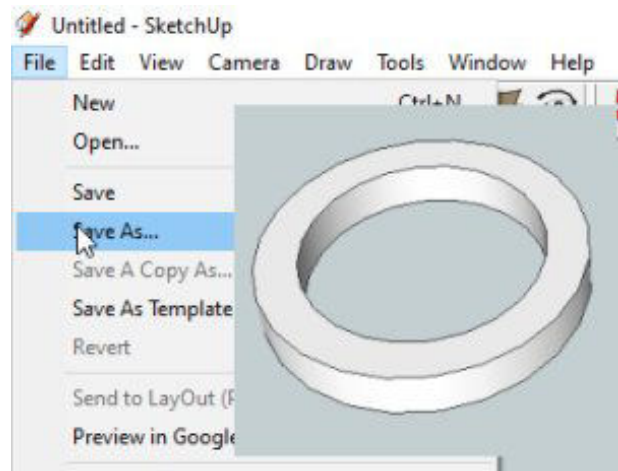 Untitled - SketchUp
File Edit View Camera Draw Tools Window Help
New Ctrl+N
Open...
Save
Save As...
Save A Copy As...
Save As Template
Revert
Send to LayOut
Preview in Google